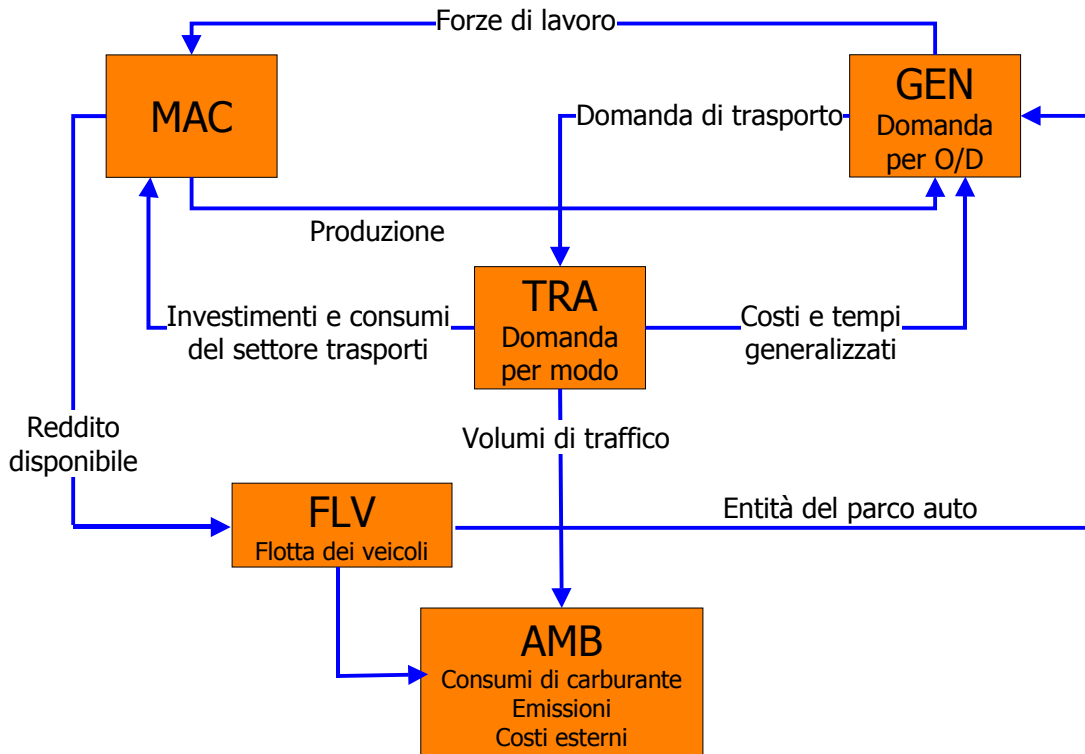 Forze di lavoro
MAC
GEN
Domanda
per O/D
Domanda di trasporto
Produzione
TRA
Domanda
per modo
Investimenti e consumi
del settore trasporti
Costi e tempi
generalizzati
Volumi di traffico
Reddito
disponibile
FLV
Flotta dei veicoli
Entità del parco auto
AMB
Consumi di carburante
Emissioni
Costi esterni